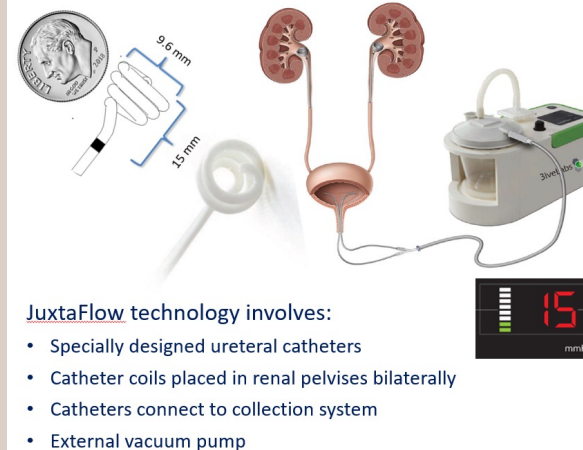 LIBERTY
9.6 mm
15 mm
3ive
15
JuxtaFlow technology involves:
• Specially designed ureteral catheters
• Catheter coils placed in renal pelvises bilaterally
• Catheters connect to collection system
• External vacuum pump